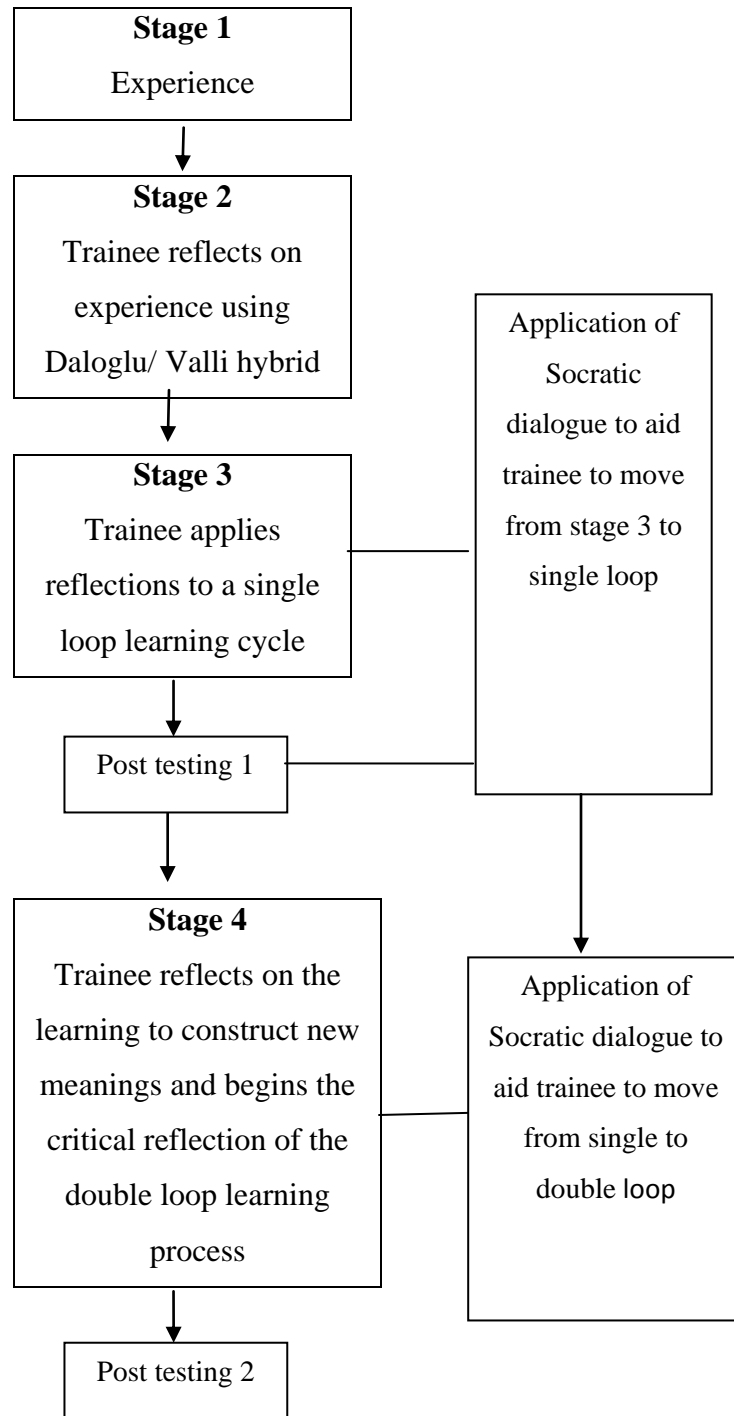 Stage 1
Experience
Stage 2
Trainee reflects on
experience using
Daloglu/ Valli hybrid
Stage 3
Trainee applies
reflections to a single
loop learning cycle
Application of
Socratic
dialogue to aid
trainee to move
from stage 3 to
single loop
Post testing 1
Stage 4
Trainee reflects on the
learning to construct new
meanings and begins the
critical reflection of the
double loop learning
process
Application of
Socratic dialogue to
aid trainee to move
from single to
double loop
Post testing 2